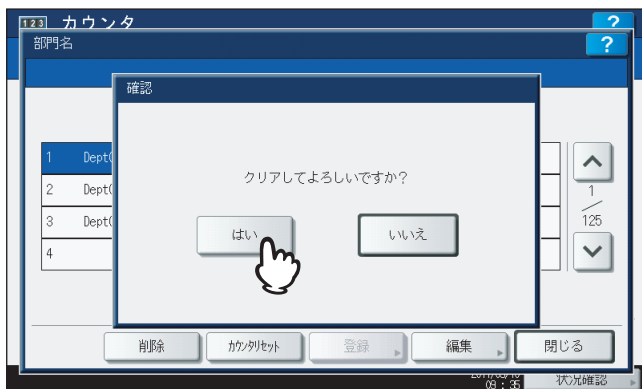 123 カウンタ ?
部門名 ?
確認
クリアしてよろしいですか?
はい いいえ
1 Dept
2 Dept
3 Dept
4
1
125
削除 カウンタリセット 登録 編集 閉じる
09:35 状況確認